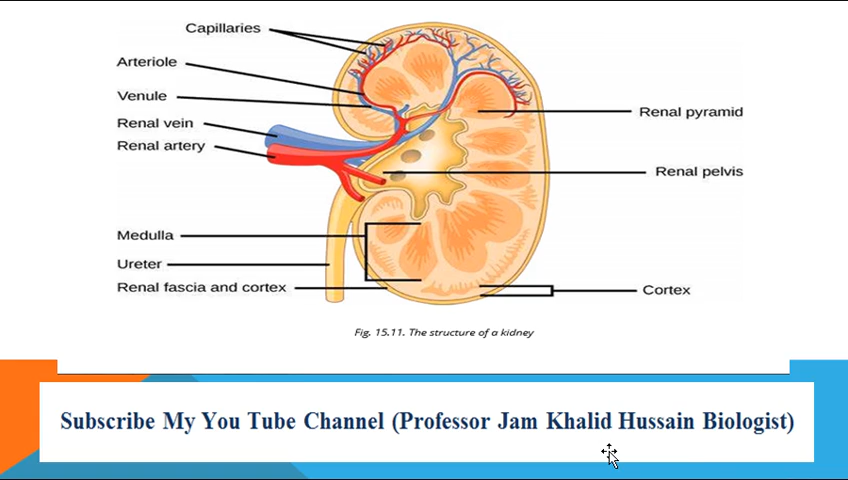 Capillaries
Arteriole
Venule
Renal vein
Renal artery
Medulla
Ureter
Renal fascia and cortex
Renal pyramid
Renal pelvis
Cortex
Fig. 15.11. The structure of a kidney
Subscribe My You Tube Channel (Professor Jam Khalid Hussain Biologist)